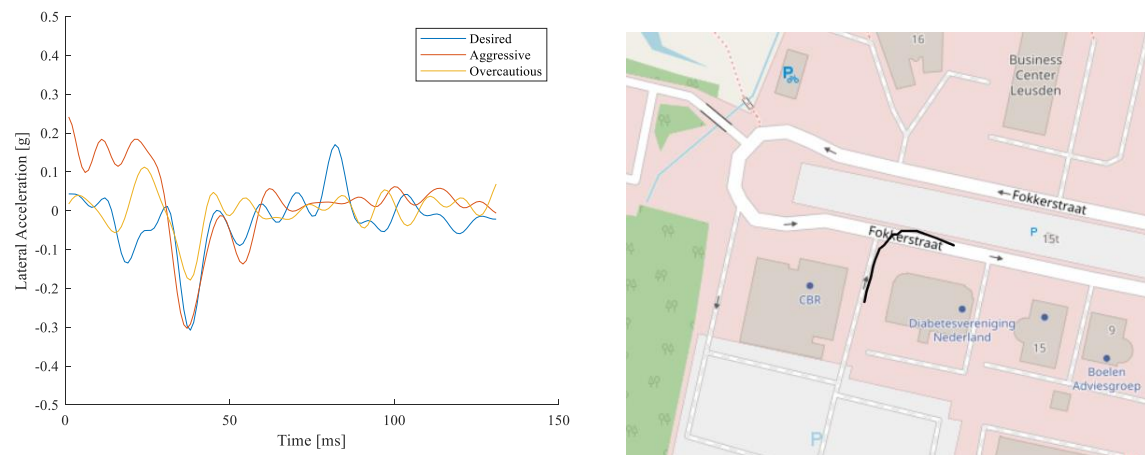 0.5
0.4
0.3
0.2
0.1
0
-0.1
-0.2
-0.3
-0.4
-0.5
Lateral Acceleration [g]
0
50
100
150
Time [ms]
Desired
Aggressive
Overcautious
16
Business
Center
Leusden
P
Fokkerstraat
P
15t
Fokkerstraat
CBR
Diabetesvereniging
Nederland
15
9
Boelen
Adviesgroep
P